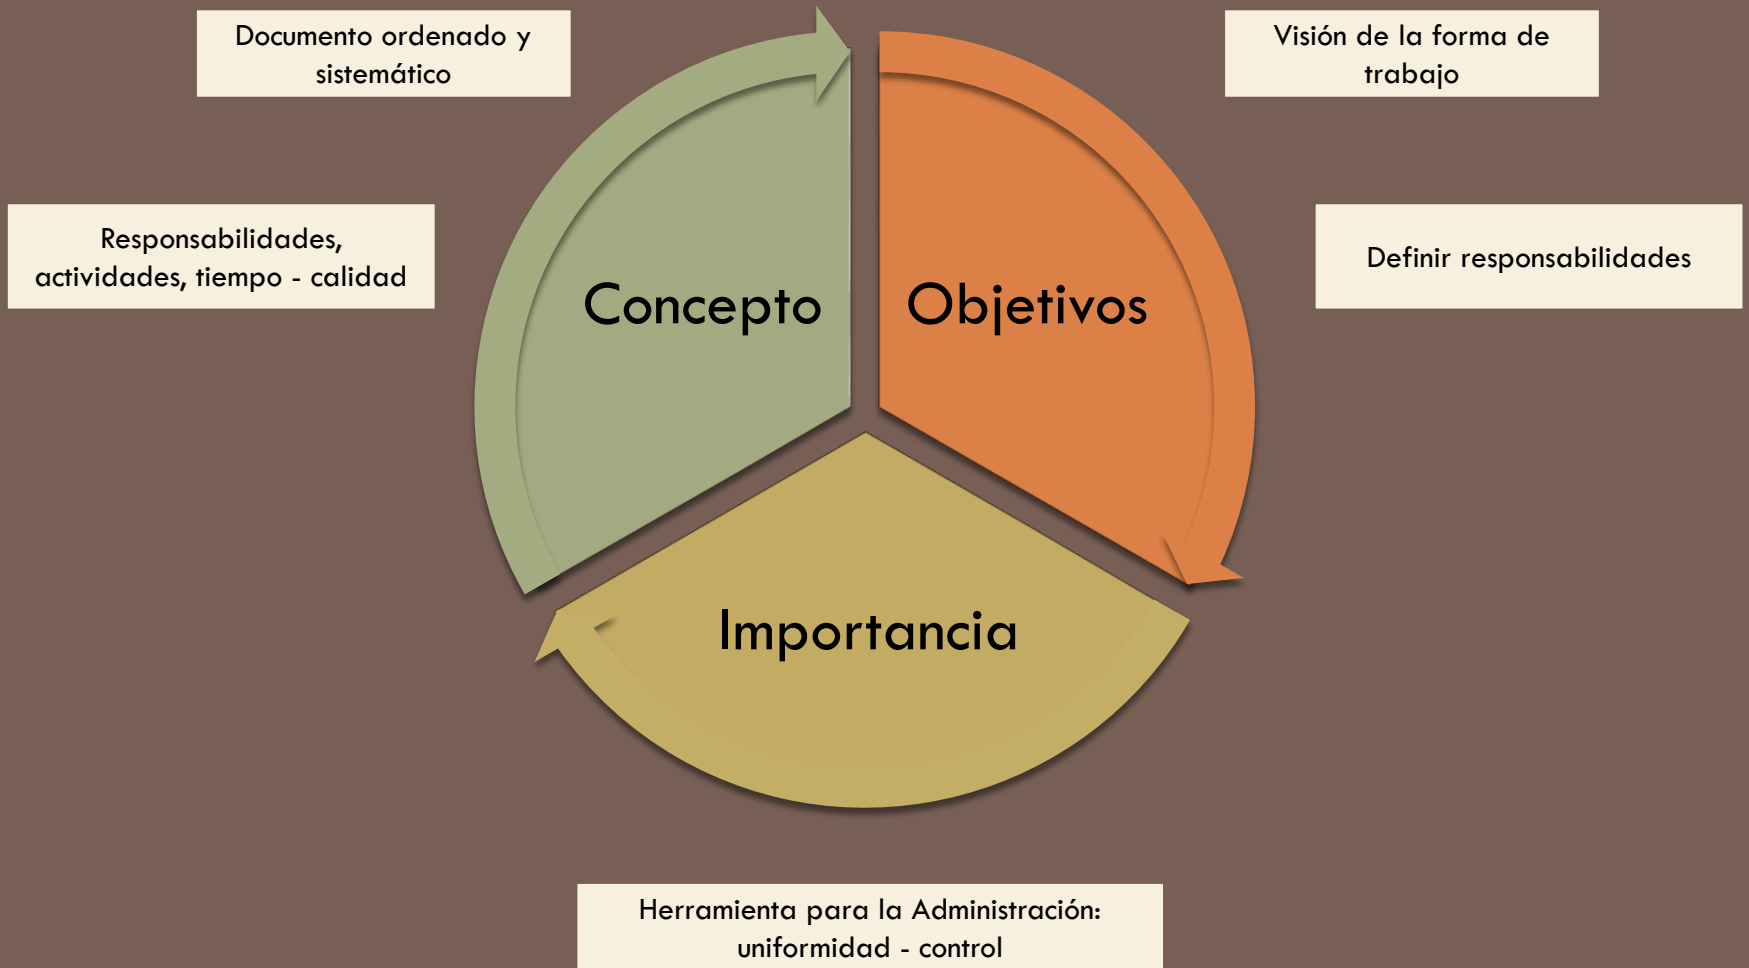 Documento ordenado y
sistemático
Visión de la forma de
trabajo
Responsabilidades,
actividades, tiempo - calidad
Definir responsabilidades
Concepto
Objetivos
Importancia
Herramienta para la Administración:
uniformidad - control